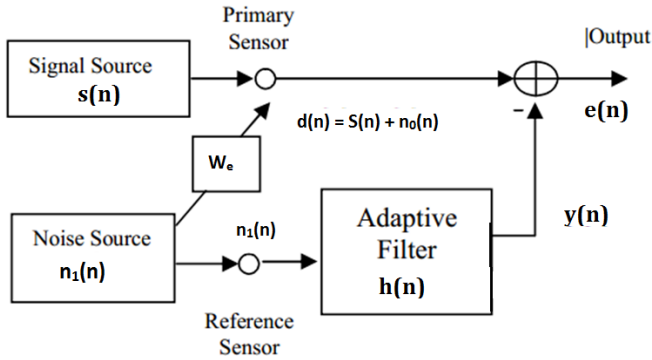 Primary
Sensor
|Output
Signal Source
s(n)
e(n)
d(n) = S(n) + n₀(n)
−
Wₑ
Noise Source
n₁(n)
n₁(n)
Adaptive
Filter
h(n)
y(n)
Reference
Sensor